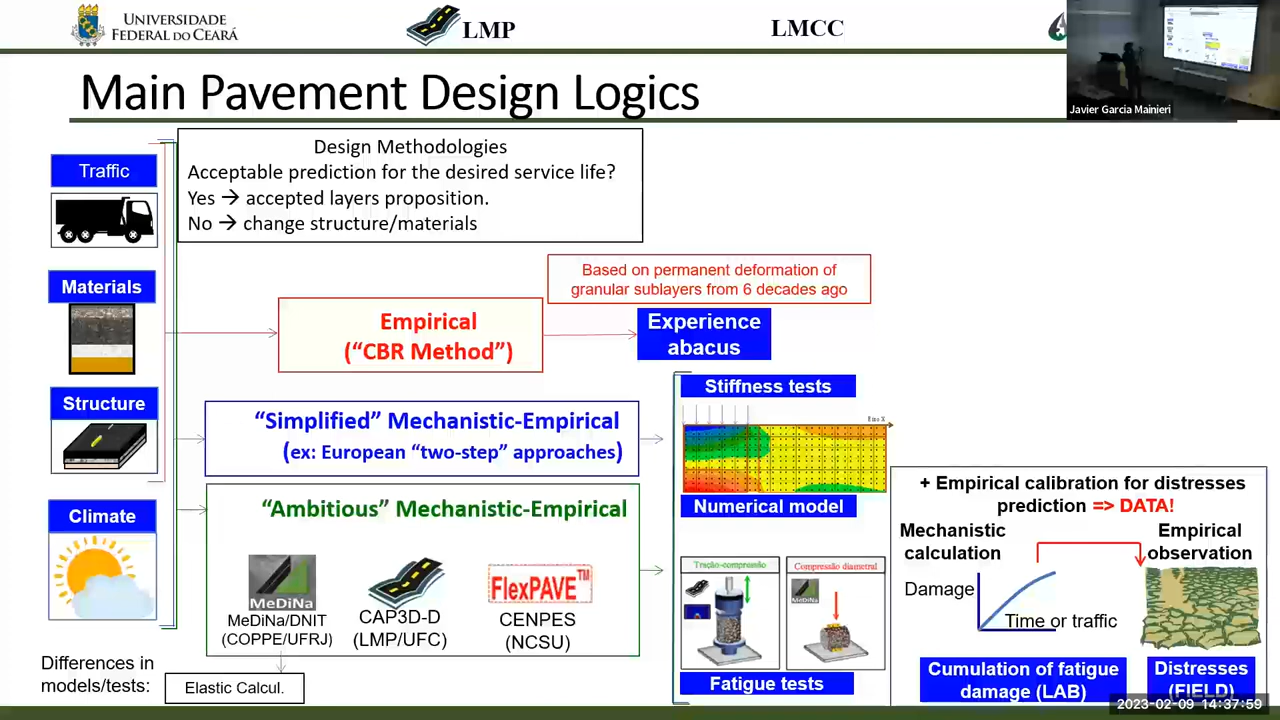 UNIVERSIDADE
FEDERAL DO CEARÁ
LMP
LMCC
Javier Garcia Mainieri
Main Pavement Design Logics
Traffic
Materials
Structure
Climate
Design Methodologies
Acceptable prediction for the desired service life?
Yes → accepted layers proposition.
No → change structure/materials
Based on permanent deformation of
granular sublayers from 6 decades ago
Empirical
(“CBR Method”)
Experience
abacus
“Simplified” Mechanistic-Empirical
(ex: European “two-step” approaches)
“Ambitious” Mechanistic-Empirical
MeDiNa
MeDiNa/DNIT
(COPPE/UFRJ)
CAP3D-D
(LMP/UFC)
FlexPAVE™
CENPES
(NCSU)
Differences in
models/tests:
Elastic Calcul.
Stiffness tests
Eixo X
Numerical model
Tração-compressão
Compressão diametral
MeDiNa
Fatigue tests
+ Empirical calibration for distresses
prediction => DATA!
Mechanistic
calculation
Empirical
observation
Damage
Time or traffic
Cumulation of fatigue
damage (LAB)
Distresses
(FIELD)
2023-02-09 14:37:59